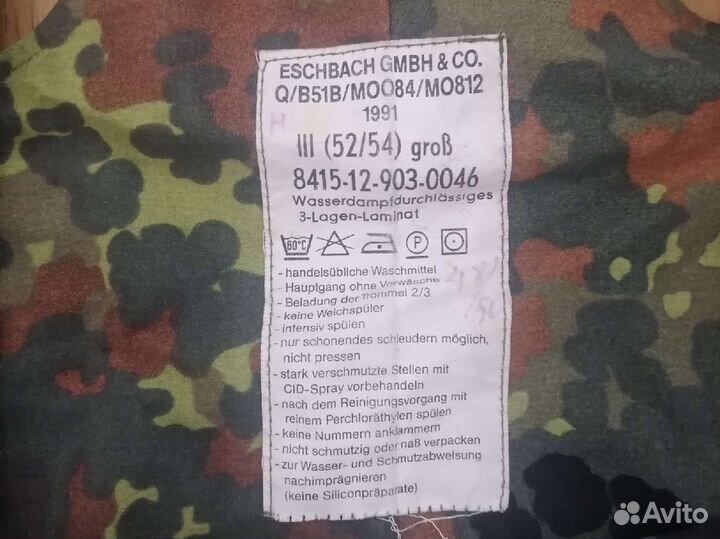 ESCHBACH GMBH & CO.
Q/B51B/MOO84/MO812
1991
H
III (52/54) groß
8415-12-903-0046
Wasserdampfdurchlässiges
3-Lagen-Laminat
60°C P
- handelsübliche Waschmittel
- Hauptgang ohne Vorwäsche
- Beladung der Trommel 2/3
- keine Weichspüler
- intensiv spülen
- nur schonendes schleudern möglich,
nicht pressen
- stark verschmutzte Stellen mit
CID-Spray vorbehandeln
- nach dem Reinigungsvorgang mit
reinem Perchloräthylen spülen
- keine Nummern anklammern
- nicht schmutzig oder naß verpacken
- zur Wasser- und Schmutzabweisung
nachimprägnieren
(keine Siliconpräparate)
Avito